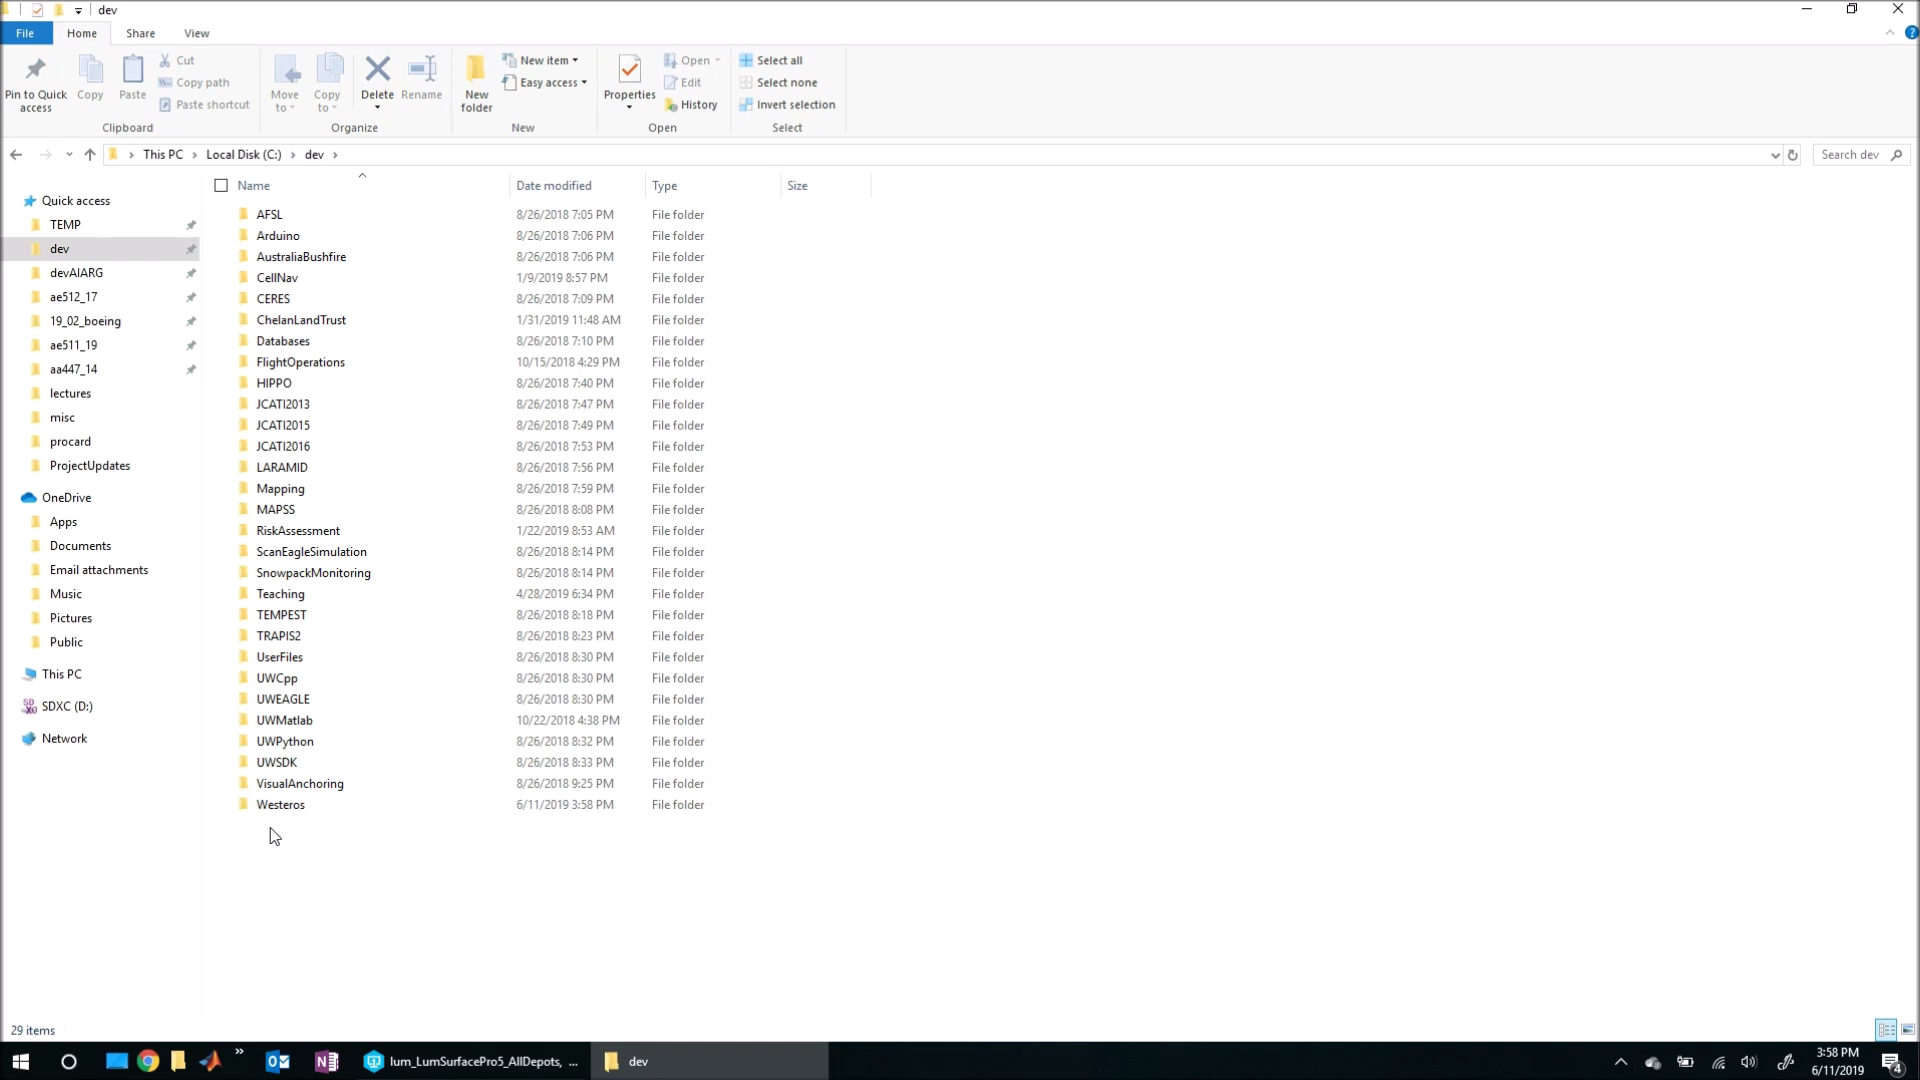 dev
File Home Share View
Pin to Quick access
Copy
Paste
Cut
Copy path
Paste shortcut
Clipboard
Move to
Copy to
Delete
Rename
Organize
New folder
New item
Easy access
New
Properties
Open
Edit
History
Open
Select all
Select none
Invert selection
Select
This PC > Local Disk (C:) > dev >
Search dev
Name Date modified Type Size
Quick access
TEMP
dev
devAIARG
ae512_17
19_02_boeing
ae511_19
aa447_14
lectures
misc
procard
ProjectUpdates
OneDrive
Apps
Documents
Email attachments
Music
Pictures
Public
This PC
SDXC (D:)
Network
AFSL 8/26/2018 7:05 PM File folder
Arduino 8/26/2018 7:06 PM File folder
AustraliaBushfire 8/26/2018 7:06 PM File folder
CellNav 1/9/2019 8:57 PM File folder
CERES 8/26/2018 7:09 PM File folder
ChelanLandTrust 1/31/2019 11:48 AM File folder
Databases 8/26/2018 7:10 PM File folder
FlightOperations 10/15/2018 4:29 PM File folder
HIPPO 8/26/2018 7:40 PM File folder
JCATI2013 8/26/2018 7:47 PM File folder
JCATI2015 8/26/2018 7:49 PM File folder
JCATI2016 8/26/2018 7:53 PM File folder
LARAMID 8/26/2018 7:56 PM File folder
Mapping 8/26/2018 7:59 PM File folder
MAPSS 8/26/2018 8:08 PM File folder
RiskAssessment 1/22/2019 8:53 AM File folder
ScanEagleSimulation 8/26/2018 8:14 PM File folder
SnowpackMonitoring 8/26/2018 8:14 PM File folder
Teaching 4/28/2019 6:34 PM File folder
TEMPEST 8/26/2018 8:18 PM File folder
TRAPIS2 8/26/2018 8:23 PM File folder
UserFiles 8/26/2018 8:30 PM File folder
UWCpp 8/26/2018 8:30 PM File folder
UWEAGLE 8/26/2018 8:30 PM File folder
UWMatlab 10/22/2018 4:38 PM File folder
UWPython 8/26/2018 8:32 PM File folder
UWSDK 8/26/2018 8:33 PM File folder
VisualAnchoring 8/26/2018 9:25 PM File folder
Westeros 6/11/2019 3:58 PM File folder
29 items
lum_LumSurfacePro5_AllDepots, ...
dev
3:58 PM
6/11/2019
4